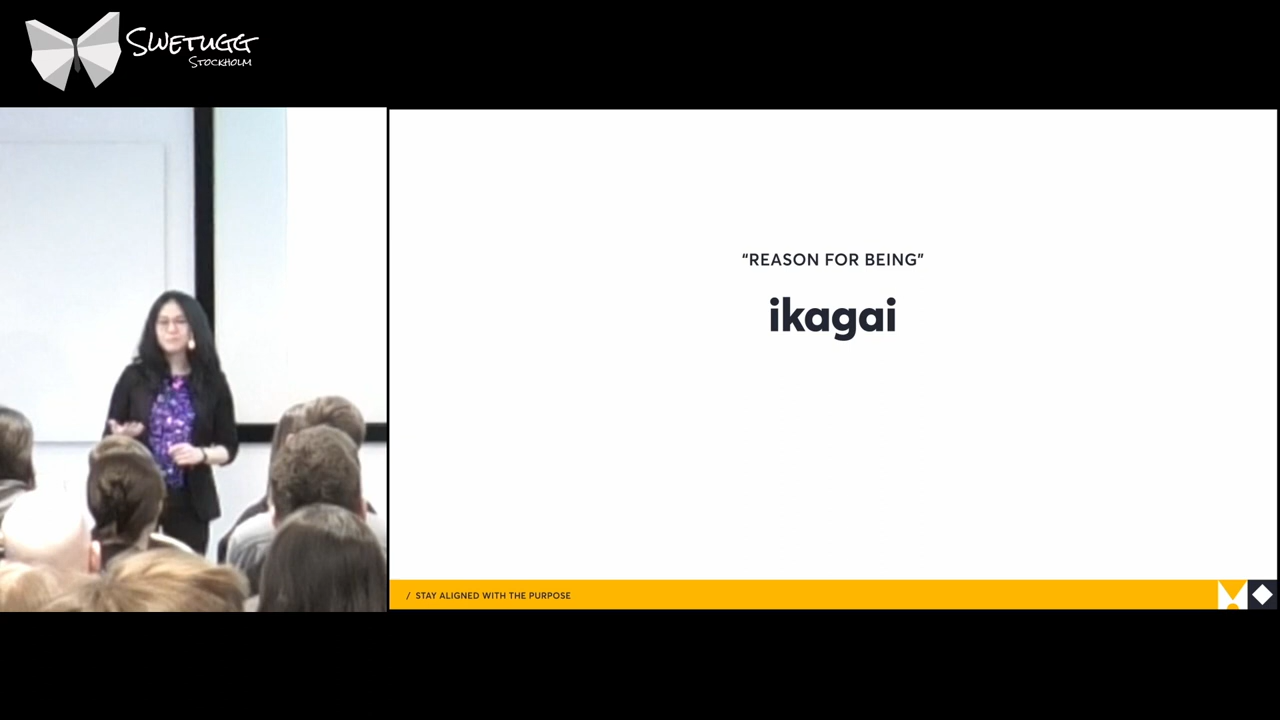 SWETUGG
STOCKHOLM
“REASON FOR BEING”
ikagai
/ STAY ALIGNED WITH THE PURPOSE